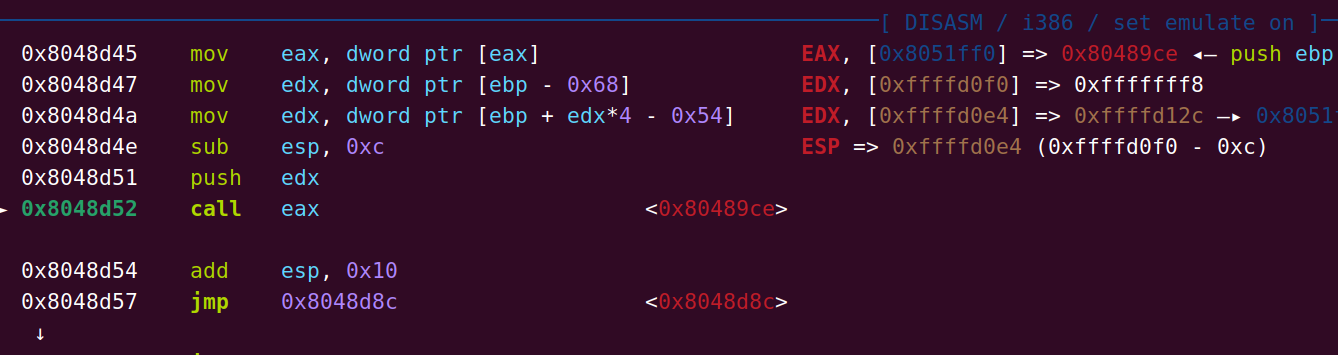 [ DISASM / i386 / set emulate on ]
0x8048d45 mov eax, dword ptr [eax] EAX, [0x8051ff0] => 0x80489ce ◂— push ebp
0x8048d47 mov edx, dword ptr [ebp - 0x68] EDX, [0xffffd0f0] => 0xfffffff8
0x8048d4a mov edx, dword ptr [ebp + edx*4 - 0x54] EDX, [0xffffd0e4] => 0xffffd12c —▸ 0x8051
0x8048d4e sub esp, 0xc ESP => 0xffffd0e4 (0xffffd0f0 - 0xc)
0x8048d51 push edx
► 0x8048d52 call eax <0x80489ce>
0x8048d54 add esp, 0x10
0x8048d57 jmp 0x8048d8c <0x8048d8c>
↓